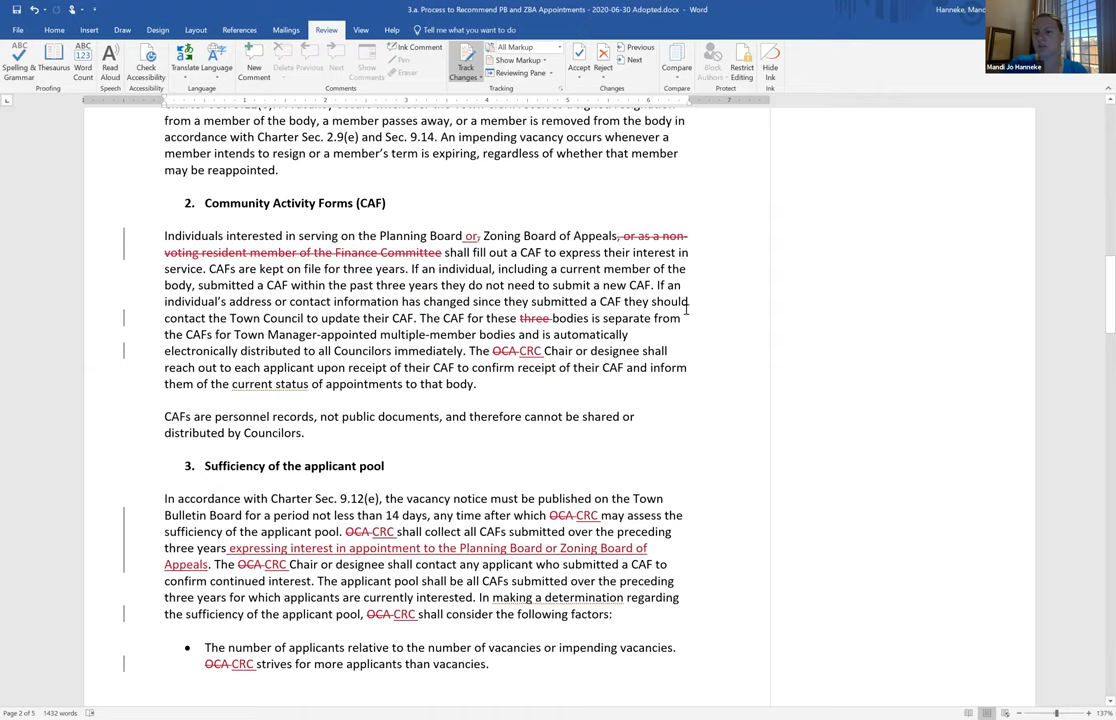 3.a. Process to Recommend PB and ZBA Appointments - 2020-06-30 Adopted.docx - Word
Hanneke, Mand
File Home Insert Draw Design Layout References Mailings Review View Help Tell me what you want to do
Spelling & Grammar Thesaurus Word Count Read Aloud Check Accessibility Translate Language New Comment Delete Previous Next Show Comments Ink Comment Pen Eraser Track Changes All Markup Show Markup Reviewing Pane Accept Reject Previous Next Compare Block Authors Restrict Editing Hide Ink
Proofing Speech Accessibility Language Comments Tracking Changes Compare Protect Ink
Mandi Jo Hanneke
from a member of the body, a member passes away, or a member is removed from the body in
accordance with Charter Sec. 2.9(e) and Sec. 9.14. An impending vacancy occurs whenever a
member intends to resign or a member's term is expiring, regardless of whether that member
may be reappointed.
2. Community Activity Forms (CAF)
Individuals interested in serving on the Planning Board or, Zoning Board of Appeals, or as a non-
voting resident member of the Finance Committee shall fill out a CAF to express their interest in
service. CAFs are kept on file for three years. If an individual, including a current member of the
body, submitted a CAF within the past three years they do not need to submit a new CAF. If an
individual's address or contact information has changed since they submitted a CAF they should
contact the Town Council to update their CAF. The CAF for these three bodies is separate from
the CAFs for Town Manager-appointed multiple-member bodies and is automatically
electronically distributed to all Councilors immediately. The OCA CRC Chair or designee shall
reach out to each applicant upon receipt of their CAF to confirm receipt of their CAF and inform
them of the current status of appointments to that body.
CAFs are personnel records, not public documents, and therefore cannot be shared or
distributed by Councilors.
3. Sufficiency of the applicant pool
In accordance with Charter Sec. 9.12(e), the vacancy notice must be published on the Town
Bulletin Board for a period not less than 14 days, any time after which OCA CRC may assess the
sufficiency of the applicant pool. OCA CRC shall collect all CAFs submitted over the preceding
three years expressing interest in appointment to the Planning Board or Zoning Board of
Appeals. The OCA CRC Chair or designee shall contact any applicant who submitted a CAF to
confirm continued interest. The applicant pool shall be all CAFs submitted over the preceding
three years for which applicants are currently interested. In making a determination regarding
the sufficiency of the applicant pool, OCA CRC shall consider the following factors:
• The number of applicants relative to the number of vacancies or impending vacancies.
OCA CRC strives for more applicants than vacancies.
Page 2 of 5 1432 words 137%